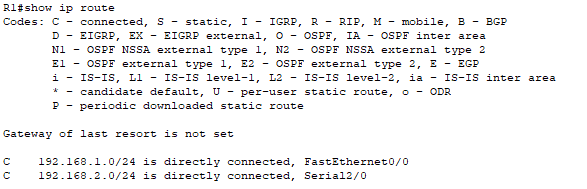 R1#show ip route
Codes: C - connected, S - static, I - IGRP, R - RIP, M - mobile, B - BGP
D - EIGRP, EX - EIGRP external, O - OSPF, IA - OSPF inter area
N1 - OSPF NSSA external type 1, N2 - OSPF NSSA external type 2
E1 - OSPF external type 1, E2 - OSPF external type 2, E - EGP
i - IS-IS, L1 - IS-IS level-1, L2 - IS-IS level-2, ia - IS-IS inter area
* - candidate default, U - per-user static route, o - ODR
P - periodic downloaded static route
Gateway of last resort is not set
C 192.168.1.0/24 is directly connected, FastEthernet0/0
C 192.168.2.0/24 is directly connected, Serial2/0